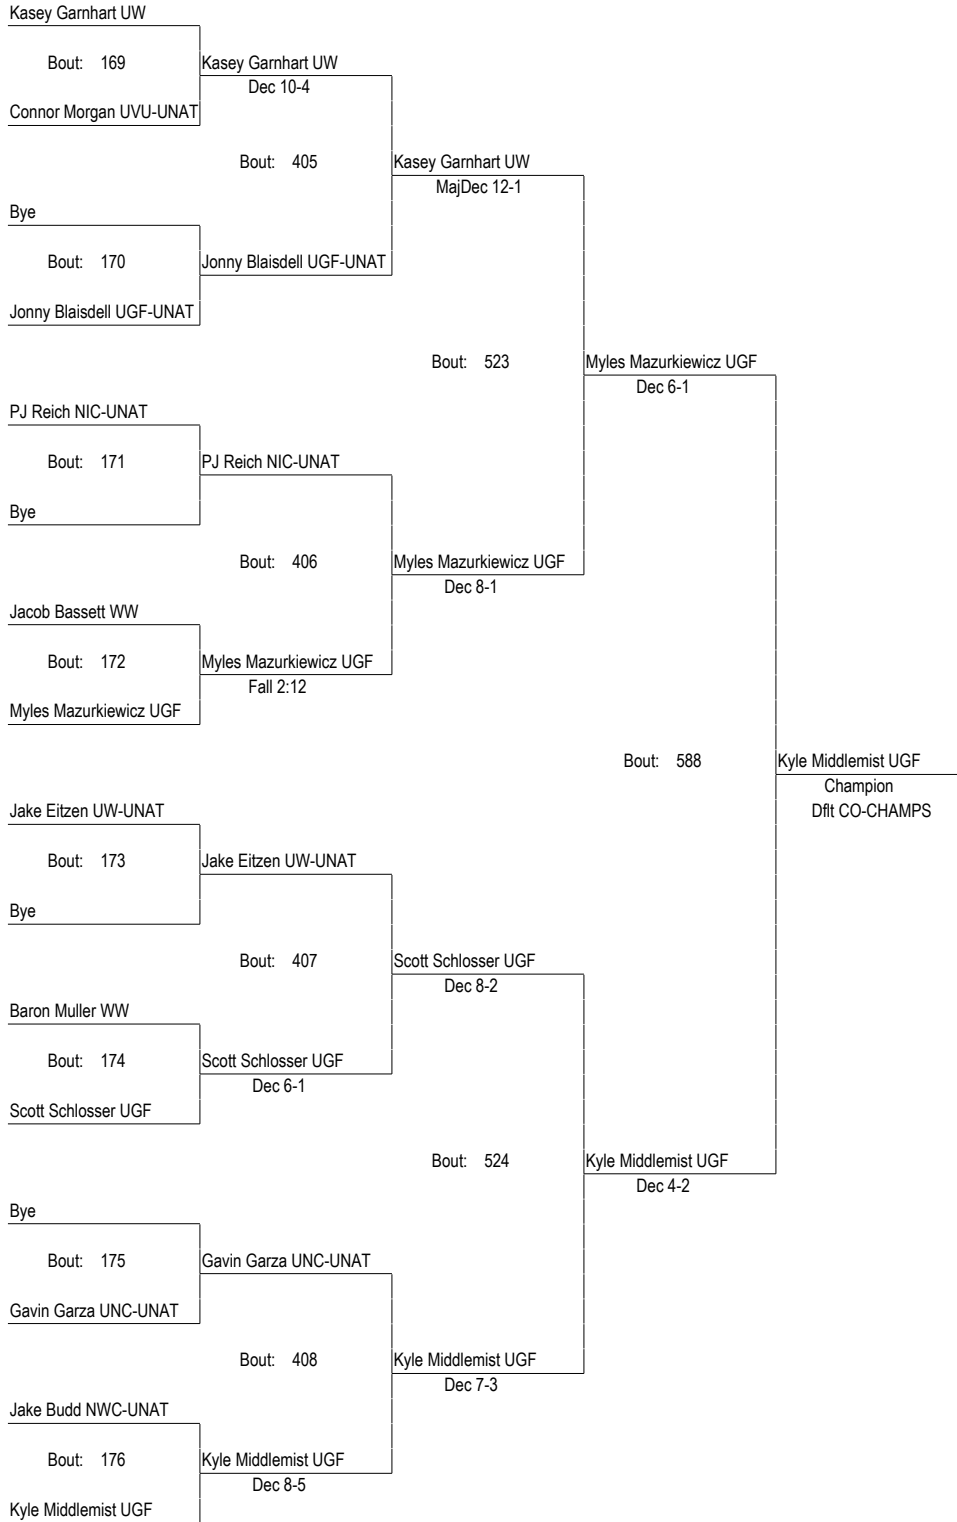 Kasey Garnhart UW
Bout: 169
Kasey Garnhart UW
Dec 10-4
Connor Morgan UVU-UNAT
Bout: 405
Kasey Garnhart UW
MajDec 12-1
Bye
Bout: 170
Jonny Blaisdell UGF-UNAT
Jonny Blaisdell UGF-UNAT
Bout: 523
Myles Mazurkiewicz UGF
Dec 6-1
PJ Reich NIC-UNAT
Bout: 171
PJ Reich NIC-UNAT
Bye
Bout: 406
Myles Mazurkiewicz UGF
Dec 8-1
Jacob Bassett WW
Bout: 172
Myles Mazurkiewicz UGF
Fall 2:12
Myles Mazurkiewicz UGF
Bout: 588
Kyle Middlemist UGF
Champion
Dflt CO-CHAMPS
Jake Eitzen UW-UNAT
Bout: 173
Jake Eitzen UW-UNAT
Bye
Bout: 407
Scott Schlosser UGF
Dec 8-2
Baron Muller WW
Bout: 174
Scott Schlosser UGF
Dec 6-1
Scott Schlosser UGF
Bout: 524
Kyle Middlemist UGF
Dec 4-2
Bye
Bout: 175
Gavin Garza UNC-UNAT
Gavin Garza UNC-UNAT
Bout: 408
Kyle Middlemist UGF
Dec 7-3
Jake Budd NWC-UNAT
Bout: 176
Kyle Middlemist UGF
Dec 8-5
Kyle Middlemist UGF